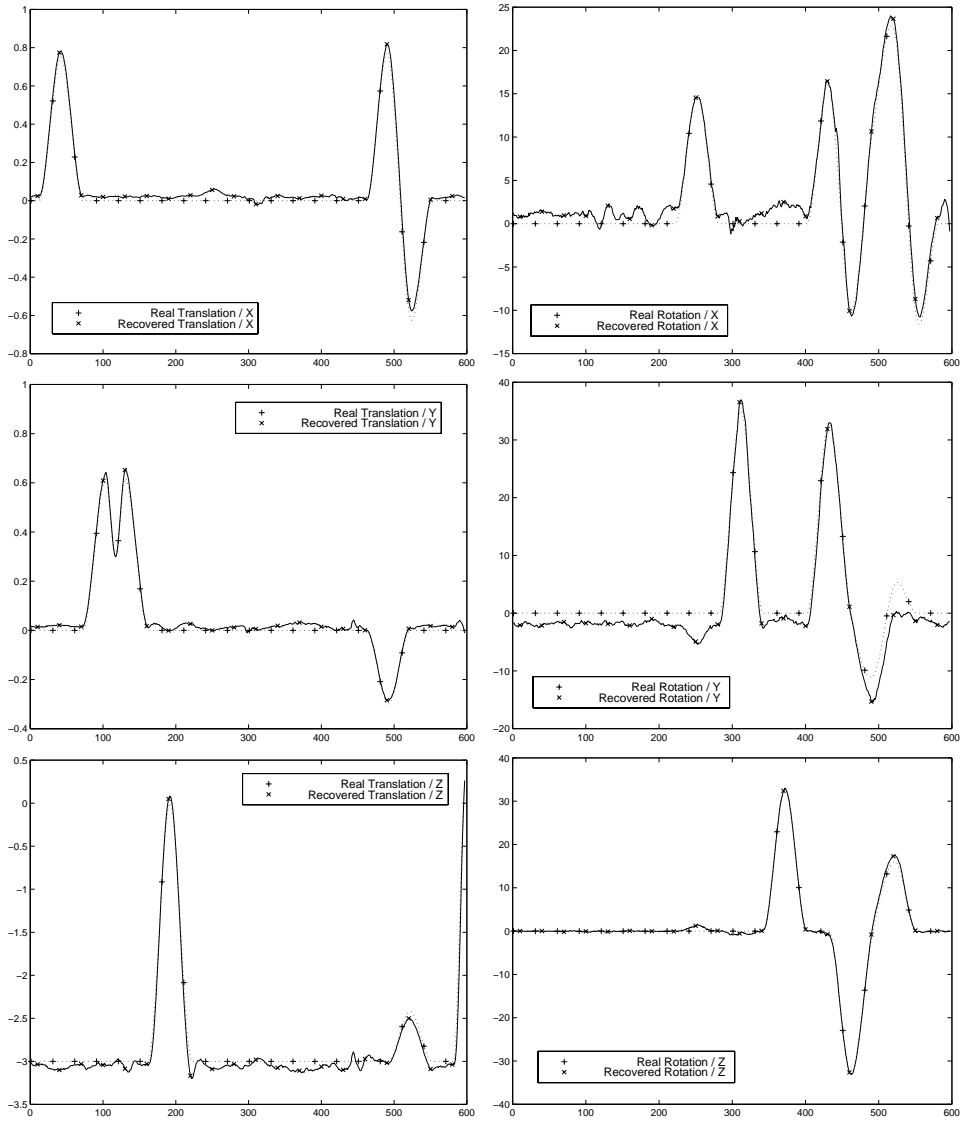 1
0.8
0.6
0.4
0.2
0
−0.2
−0.4
−0.6
−0.8
0 100 200 300 400 500 600
Real Translation / X
Recovered Translation / X
25
20
15
10
5
0
−5
−10
−15
0 100 200 300 400 500 600
Real Rotation / X
Recovered Rotation / X
1
0.8
0.6
0.4
0.2
0
−0.2
−0.4
0 100 200 300 400 500 600
Real Translation / Y
Recovered Translation / Y
40
30
20
10
0
−10
−20
0 100 200 300 400 500 600
Real Rotation / Y
Recovered Rotation / Y
0.5
0
−0.5
−1
−1.5
−2
−2.5
−3
−3.5
0 100 200 300 400 500 600
Real Translation / Z
Recovered Translation / Z
40
30
20
10
0
−10
−20
−30
−40
0 100 200 300 400 500 600
Real Rotation / Z
Recovered Rotation / Z